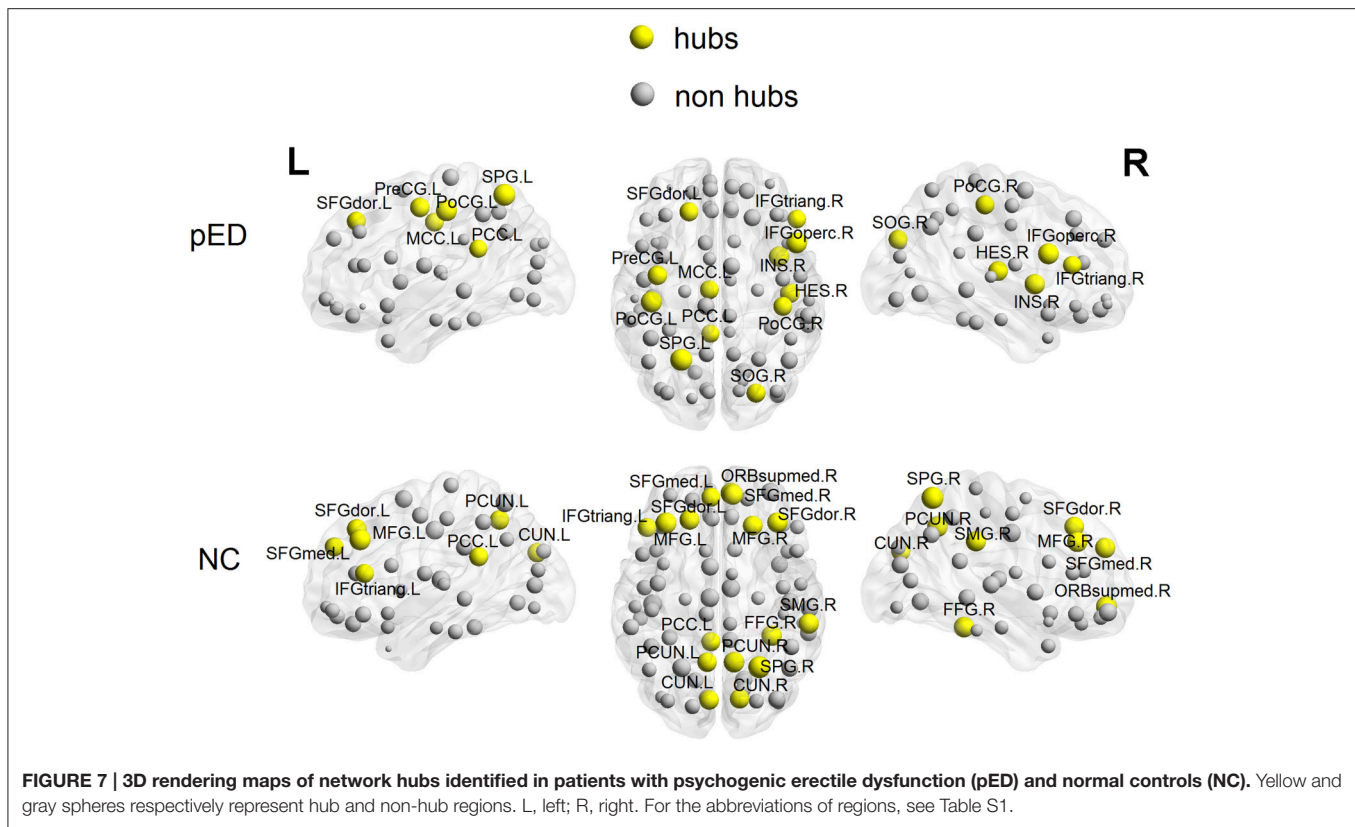 hubs
non hubs
L
R
pED
SFGdor.L
PreCG.L
PoCG.L
SPG.L
MCC.L
PCC.L
SFGdor.L
IFGtriang.R
IFGoperc.R
PreCG.L
MCC.L
INS.R
HES.R
PoCG.L
PCC.L
PoCG.R
SPG.L
SOG.R
PoCG.R
SOG.R
IFGoperc.R
HES.R
IFGtriang.R
INS.R
NC
SFGdor.L
PCUN.L
MFG.L
PCC.L
CUN.L
SFGmed.L
IFGtriang.L
SFGmed.L
ORBsupmed.R
SFGmed.R
IFGtriang.L
SFGdor.L
SFGdor.R
MFG.L
MFG.R
SMG.R
PCC.L
FFG.R
PCUN.L
PCUN.R
SPG.R
CUN.L
CUN.R
SPG.R
SFGdor.R
PCUN.R
SMG.R
MFG.R
CUN.R
SFGmed.R
ORBsupmed.R
FFG.R
FIGURE 7 | 3D rendering maps of network hubs identified in patients with psychogenic erectile dysfunction (pED) and normal controls (NC). Yellow and
gray spheres respectively represent hub and non-hub regions. L, left; R, right. For the abbreviations of regions, see Table S1.